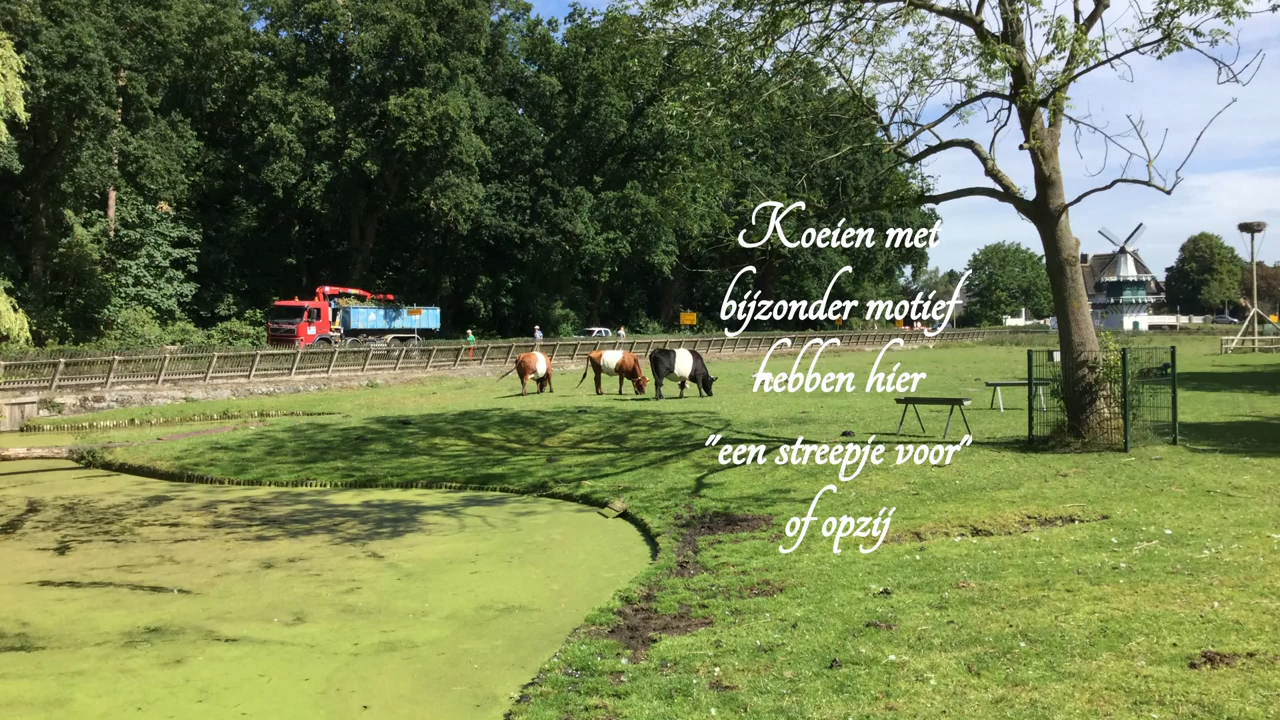 Koeien met
bijzonder motief
hebben hier
"een streepje voor"
of opzij